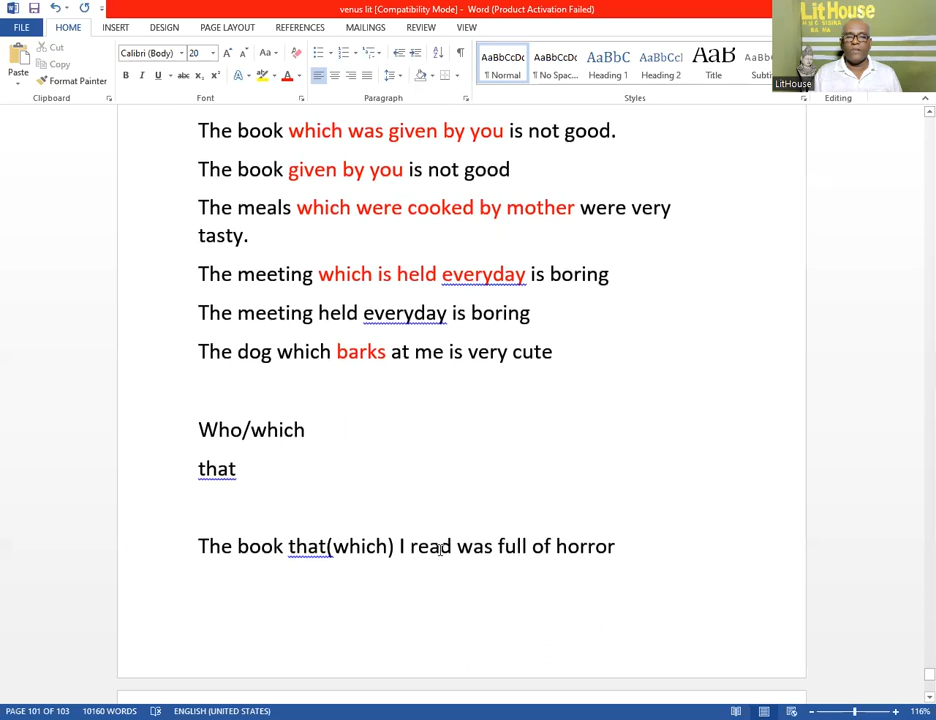 venus lit [Compatibility Mode] - Word (Product Activation Failed)
FILE HOME INSERT DESIGN PAGE LAYOUT REFERENCES MAILINGS REVIEW VIEW
Cut
Copy
Format Painter
Paste
Calibri (Body) 20
AaBbCcDc AaBbCcDc AaBbC AaBbCc AaB AaBbCc
¶ Normal ¶ No Spac... Heading 1 Heading 2 Title Subti
Clipboard Font Paragraph Styles Editing
LitHouse
LitHouse
The book which was given by you is not good.
The book given by you is not good
The meals which were cooked by mother were very
tasty.
The meeting which is held everyday is boring
The meeting held everyday is boring
The dog which barks at me is very cute
Who/which
that
The book that(which) I read was full of horror
PAGE 101 OF 103 10160 WORDS ENGLISH (UNITED STATES) 116%